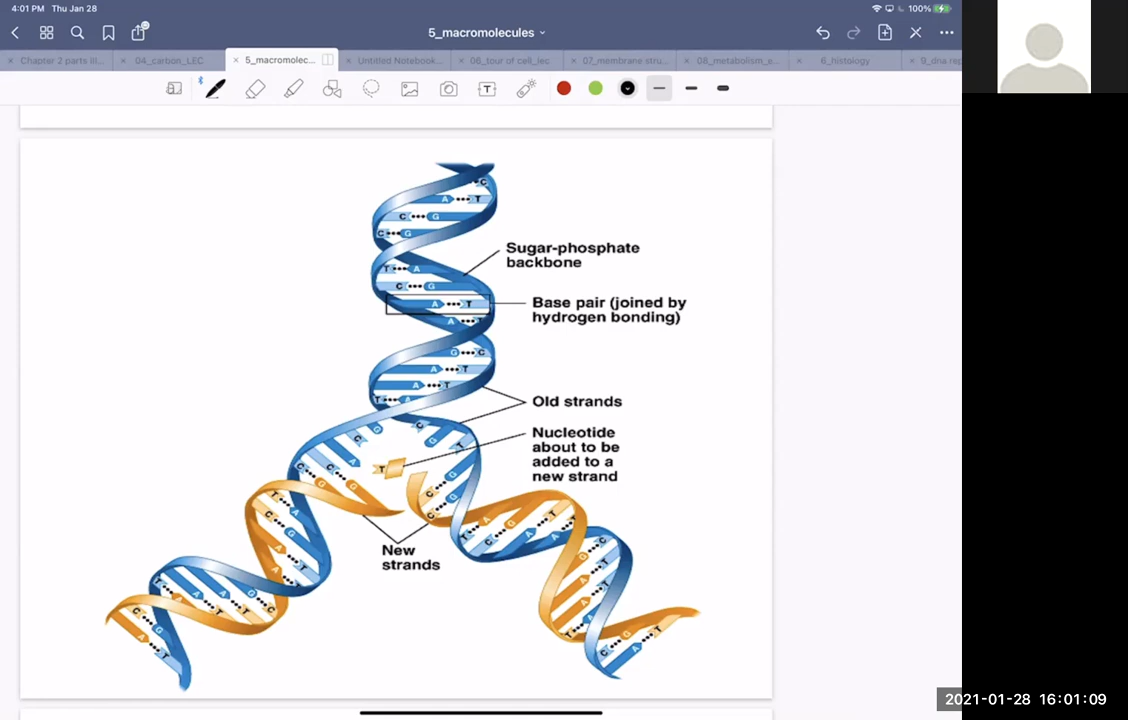 4:01 PM Thu Jan 28
100%
5_macromolecules
Chapter 2 parts III...
04_carbon_LEC
5_macromolec...
Untitled Notebook...
06_tour of cell_lec
07_membrane stru...
08_metabolism_s...
6_histology
9_dna rep
T
C
A T
C G
C G
Sugar-phosphate
backbone
T A
C G
Base pair (joined by
hydrogen bonding)
A T
A T
G C
A T
A T
T A
Old strands
Nucleotide
about to be
added to a
new strand
T
New
strands
2021-01-28 16:01:09